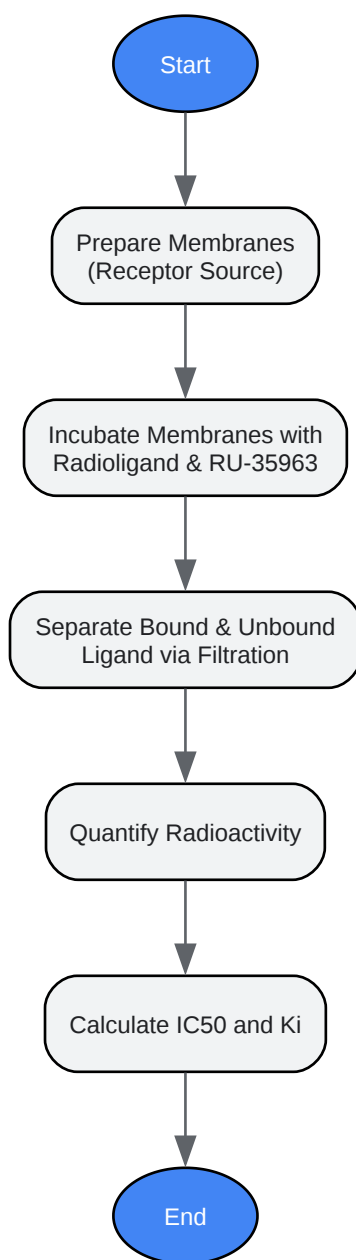 Start
Prepare Membranes
(Receptor Source)
Incubate Membranes with
Radioligand & RU-35963
Separate Bound & Unbound
Ligand via Filtration
Quantify Radioactivity
Calculate IC50 and Ki
End